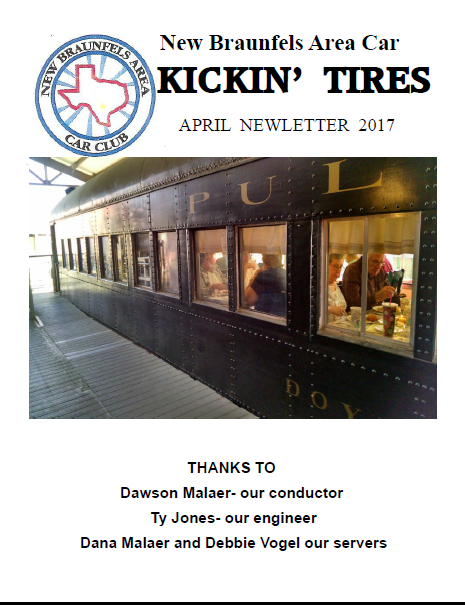 NEW BRAUNFELS AREA
CAR CLUB
New Braunfels Area Car
KICKIN’ TIRES
APRIL NEWLETTER 2017
PUL
DOY
THANKS TO
Dawson Malaer- our conductor
Ty Jones- our engineer
Dana Malaer and Debbie Vogel our servers